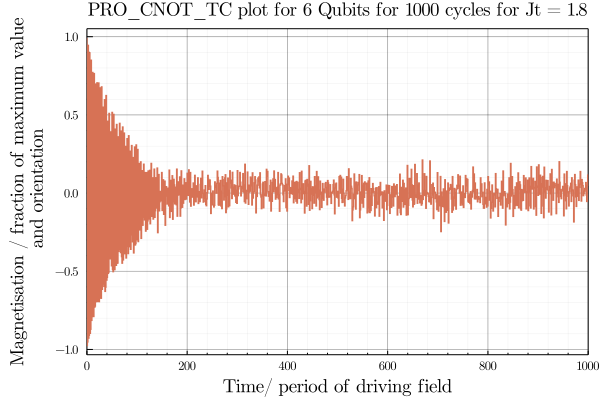 PRO_CNOT_TC plot for 6 Qubits for 1000 cycles for Jt = 1.8
Magnetisation / fraction of maximum value
and orientation
1.0
0.5
0.0
−0.5
−1.0
0 200 400 600 800 1000
Time/ period of driving field